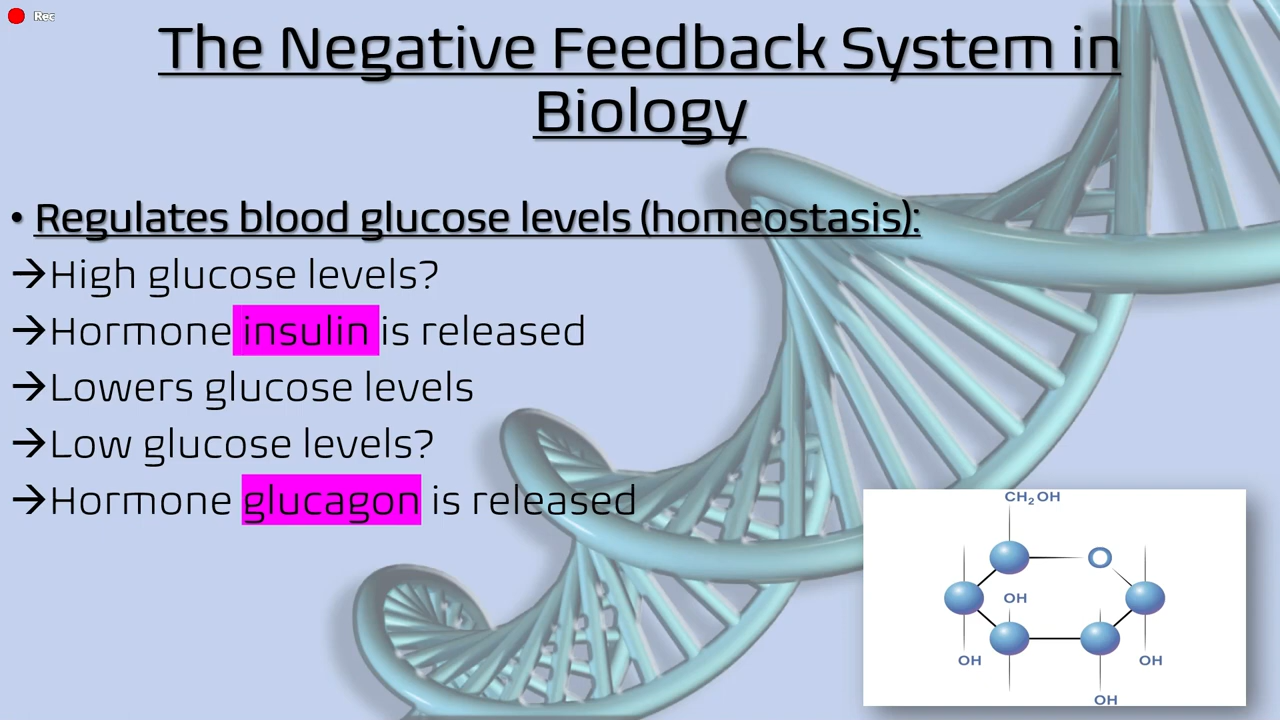 Rec
The Negative Feedback System in
Biology
• Regulates blood glucose levels (homeostasis):
→High glucose levels?
→Hormone insulin is released
→Lowers glucose levels
→Low glucose levels?
→Hormone glucagon is released
CH₂OH
O
OH
OH
OH
OH